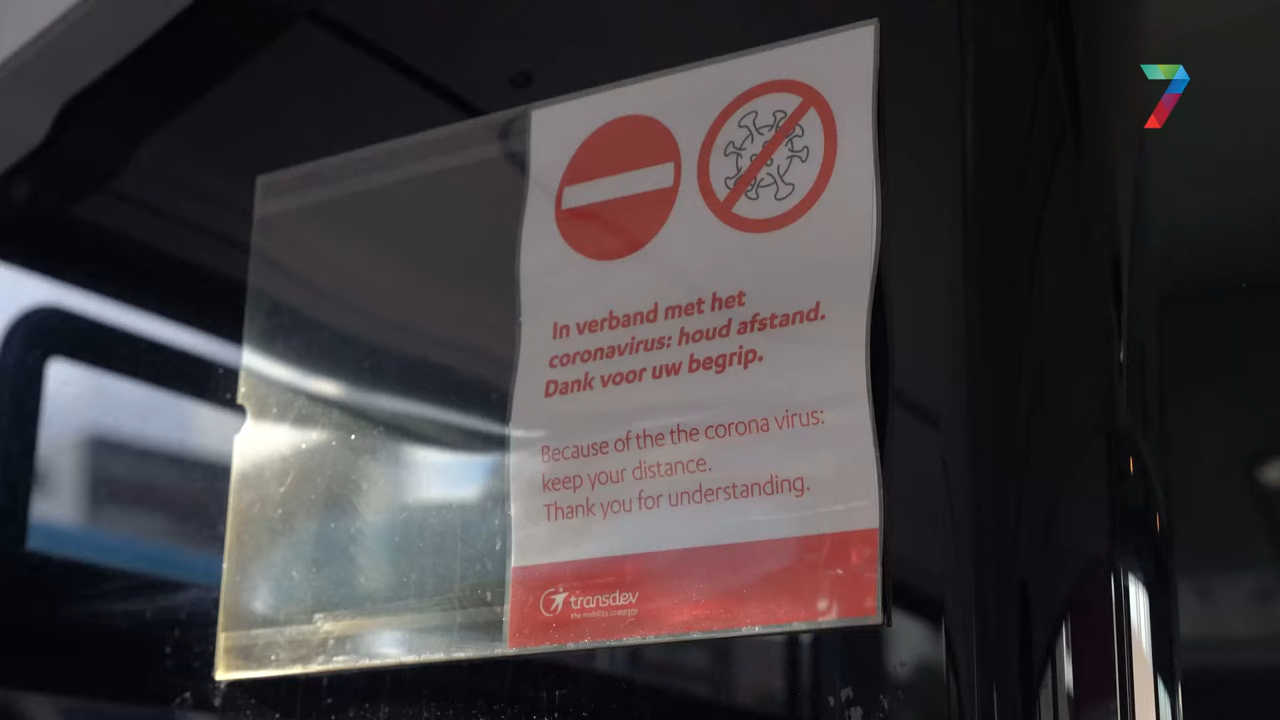 7
In verband met het
coronavirus: houd afstand.
Dank voor uw begrip.
Because of the the corona virus:
keep your distance.
Thank you for understanding.
transdev
the mobility company